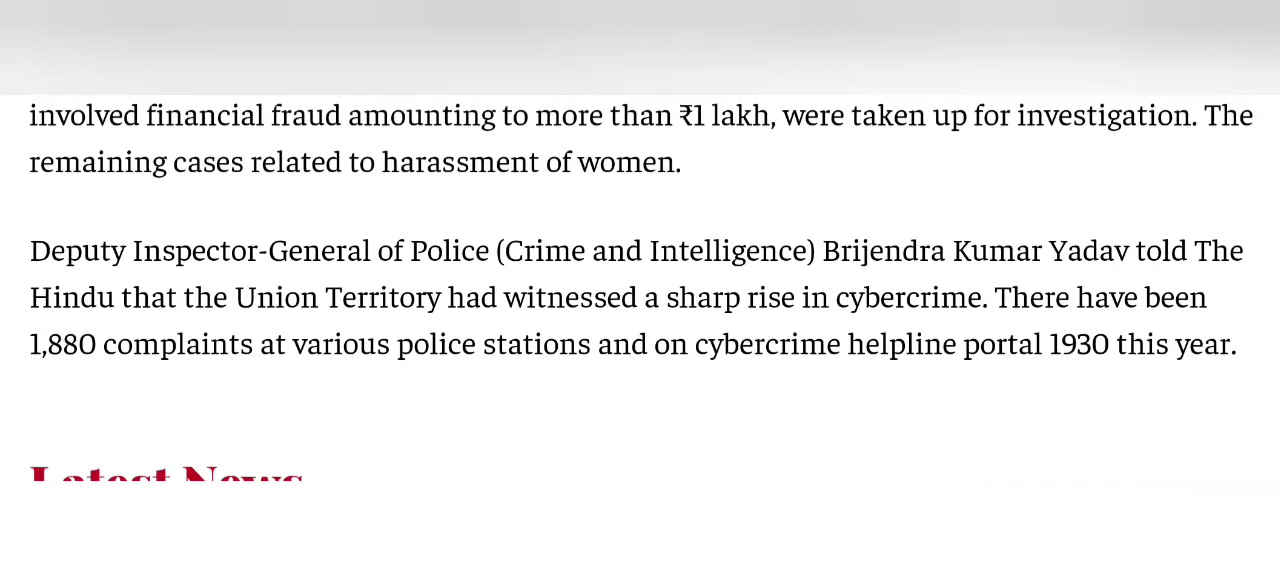 involved financial fraud amounting to more than ₹1 lakh, were taken up for investigation. The
remaining cases related to harassment of women.
Deputy Inspector-General of Police (Crime and Intelligence) Brijendra Kumar Yadav told The
Hindu that the Union Territory had witnessed a sharp rise in cybercrime. There have been
1,880 complaints at various police stations and on cybercrime helpline portal 1930 this year.
Latest News